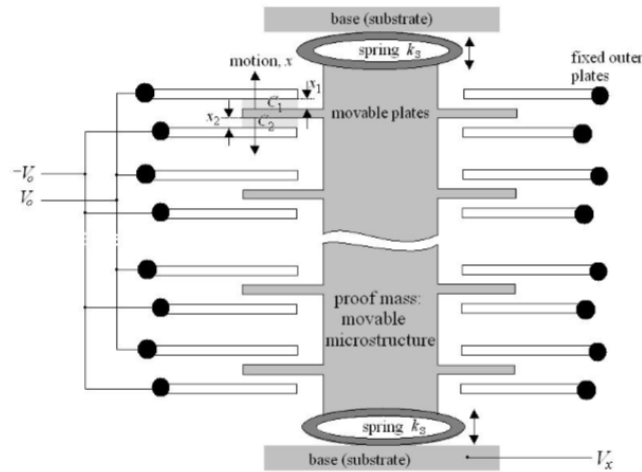 base (substrate)
spring k_S
fixed outer
plates
motion, x
x_1
C_1
movable plates
x_2
C_2
-V_o
V_o
proof mass:
movable
microstructure
spring k_S
base (substrate)
V_x